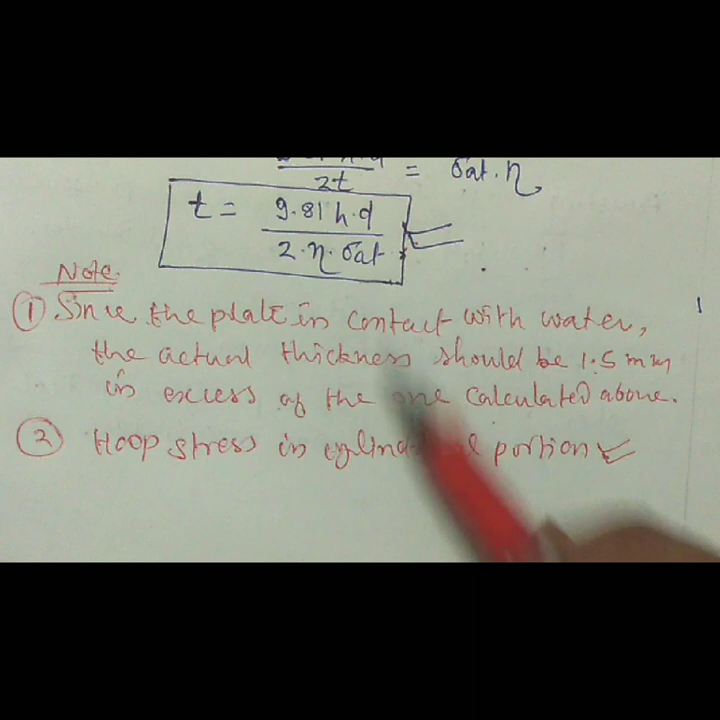 2t = σat. η
t = 9.81 h.d / 2.η.σat
Note.
① Since the plate in contact with water,
the actual thickness should be 1.5 mm
in excess of the one calculated above.
② Hoop stress in portion